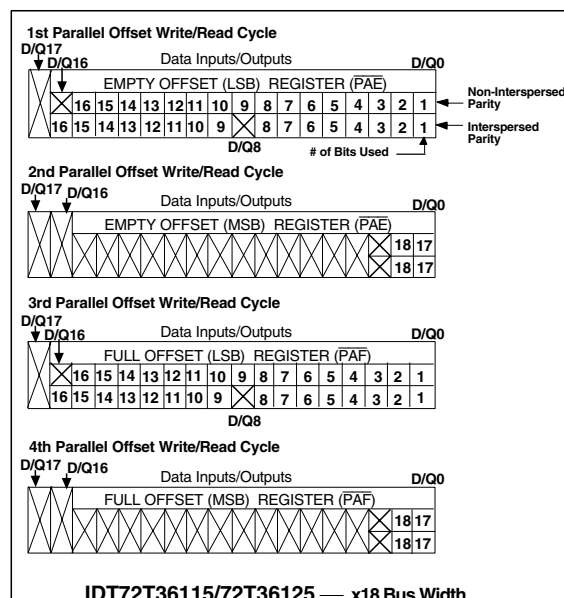 1st Parallel Offset Write/Read Cycle
D/Q17
D/Q16
Data Inputs/Outputs
D/Q0
EMPTY OFFSET (LSB) REGISTER (PAE)
16 15 14 13 12 11 10 9 8 7 6 5 4 3 2 1
Non-Interspersed
Parity
16 15 14 13 12 11 10 9 8 7 6 5 4 3 2 1
Interspersed
Parity
D/Q8
# of Bits Used
2nd Parallel Offset Write/Read Cycle
D/Q17
D/Q16
Data Inputs/Outputs
D/Q0
EMPTY OFFSET (MSB) REGISTER (PAE)
18 17
18 17
3rd Parallel Offset Write/Read Cycle
D/Q17
D/Q16
Data Inputs/Outputs
D/Q0
FULL OFFSET (LSB) REGISTER (PAF)
16 15 14 13 12 11 10 9 8 7 6 5 4 3 2 1
16 15 14 13 12 11 10 9 8 7 6 5 4 3 2 1
D/Q8
4th Parallel Offset Write/Read Cycle
D/Q17
D/Q16
Data Inputs/Outputs
D/Q0
FULL OFFSET (MSB) REGISTER (PAF)
18 17
18 17
IDT72T36115/72T36125 — x18 Bus Width